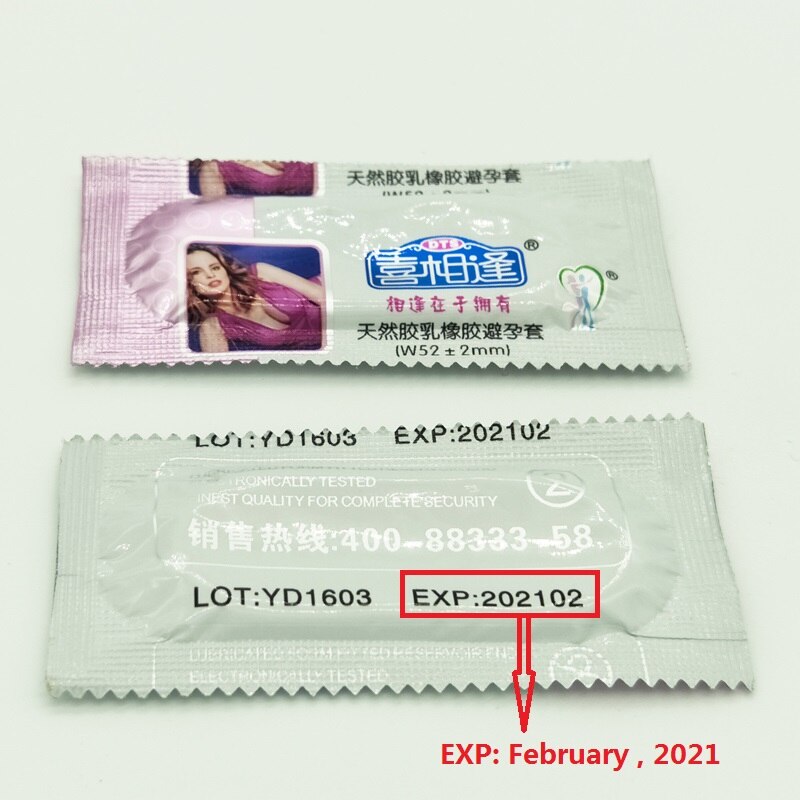 天然胶乳橡胶避孕套
DTS
喜相逢®
®
相逢在于拥有
天然胶乳橡胶避孕套
(W52±2mm)
LOT:YD1603 EXP:202102
RONICALLY TESTED
INEST QUALITY FOR COMPLETE SECURITY
2
销售热线:400-88333-58
LOT:YD1603 EXP:202102
ELECTRONICALLY TESTED
EXP: February , 2021